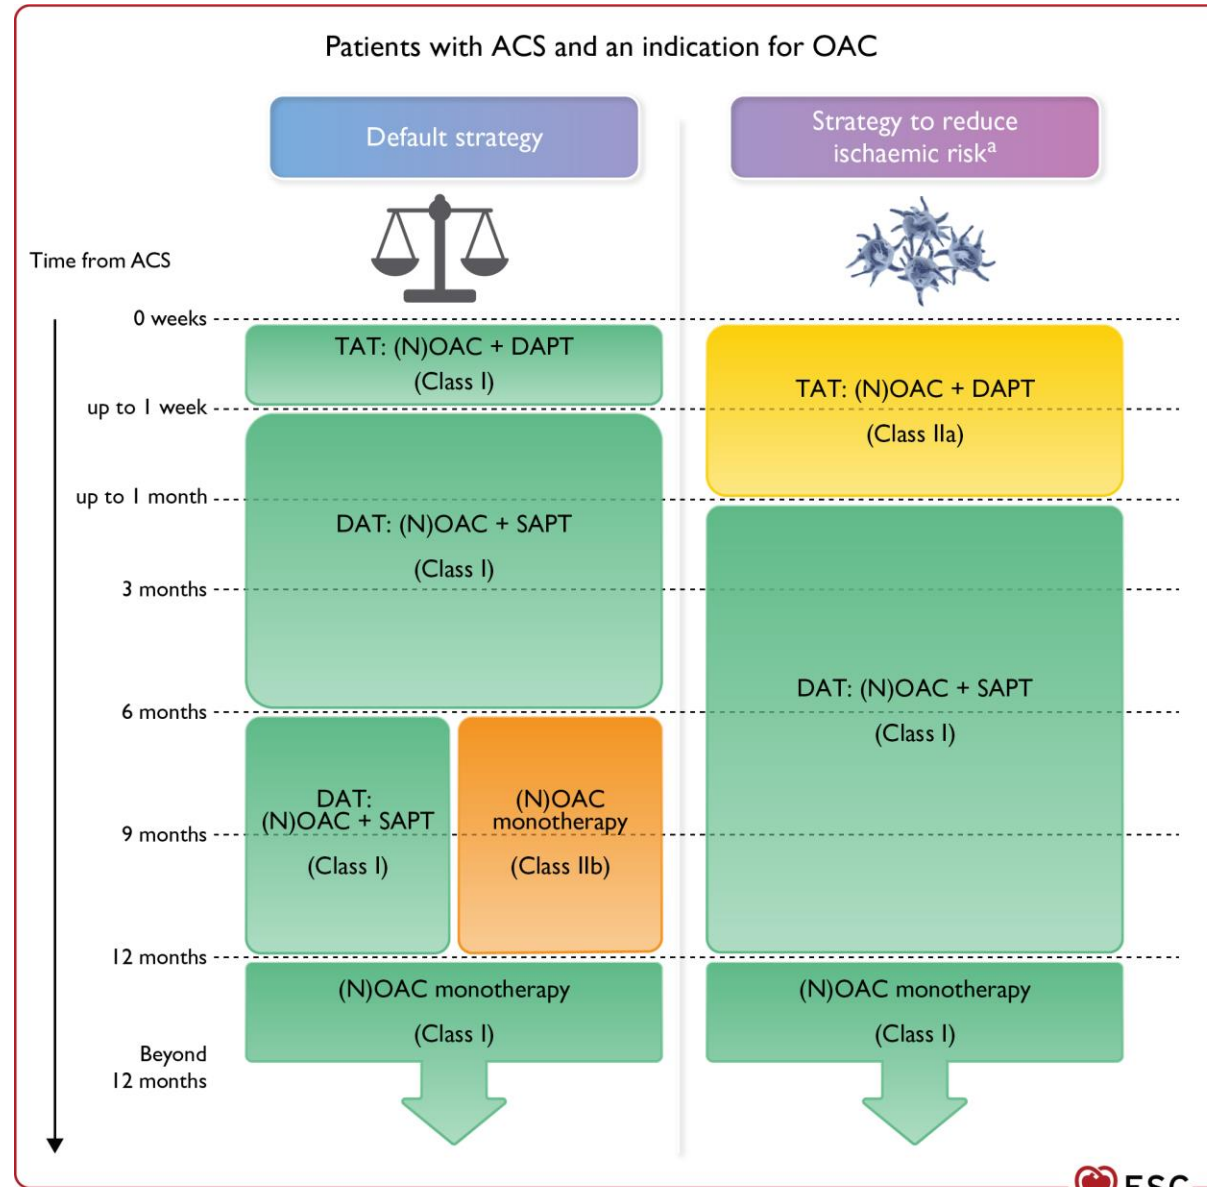 Patients with ACS and an indication for OAC
Default strategy
Strategy to reduce
ischaemic riskᵃ
Time from ACS
0 weeks
TAT: (N)OAC + DAPT
(Class I)
TAT: (N)OAC + DAPT
(Class IIa)
up to 1 week
DAT: (N)OAC + SAPT
(Class I)
up to 1 month
3 months
DAT: (N)OAC + SAPT
(Class I)
6 months
DAT:
(N)OAC + SAPT
(Class I)
(N)OAC
monotherapy
(Class IIb)
9 months
12 months
(N)OAC monotherapy
(Class I)
(N)OAC monotherapy
(Class I)
Beyond
12 months
ESC